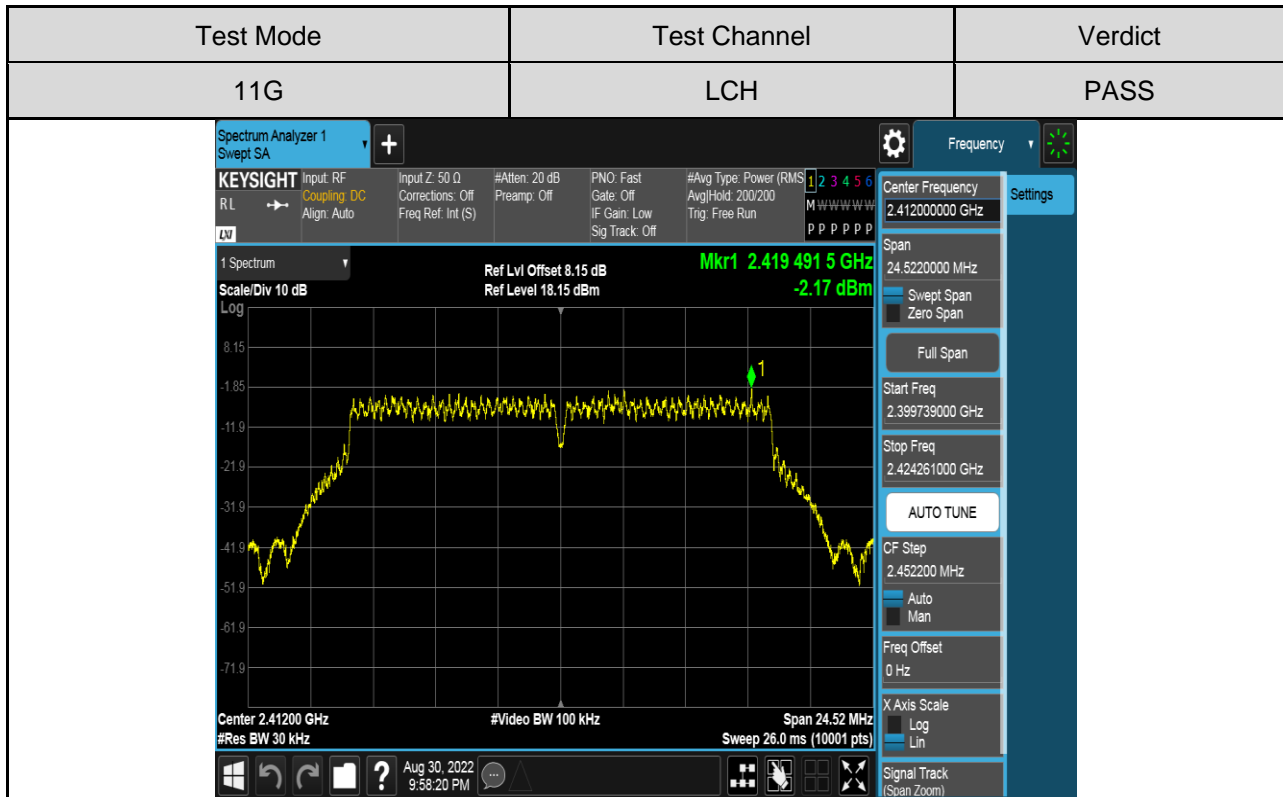 Test Mode Test Channel Verdict
11G LCH PASS
Spectrum Analyzer 1
Swept SA
+
Frequency
KEYSIGHT
RL
LXI
Input: RF
Coupling: DC
Align: Auto
Input Z: 50 Ω
Corrections: Off
Freq Ref: Int (S)
#Atten: 20 dB
Preamp: Off
PNO: Fast
Gate: Off
IF Gain: Low
Sig Track: Off
#Avg Type: Power (RMS
Avg|Hold: 200/200
Trig: Free Run
1 2 3 4 5 6
M W W W W W
P P P P P P
1 Spectrum
Scale/Div 10 dB
Log
Ref Lvl Offset 8.15 dB
Ref Level 18.15 dBm
Mkr1 2.419 491 5 GHz
-2.17 dBm
1
8.15
-1.85
-11.9
-21.9
-31.9
-41.9
-51.9
-61.9
-71.9
Center 2.41200 GHz
#Video BW 100 kHz
Span 24.52 MHz
#Res BW 30 kHz
Sweep 26.0 ms (10001 pts)
Center Frequency
2.412000000 GHz
Settings
Span
24.5220000 MHz
Swept Span
Zero Span
Full Span
Start Freq
2.399739000 GHz
Stop Freq
2.424261000 GHz
AUTO TUNE
CF Step
2.452200 MHz
Auto
Man
Freq Offset
0 Hz
X Axis Scale
Log
Lin
Signal Track
(Span Zoom)
?
Aug 30, 2022
9:58:20 PM